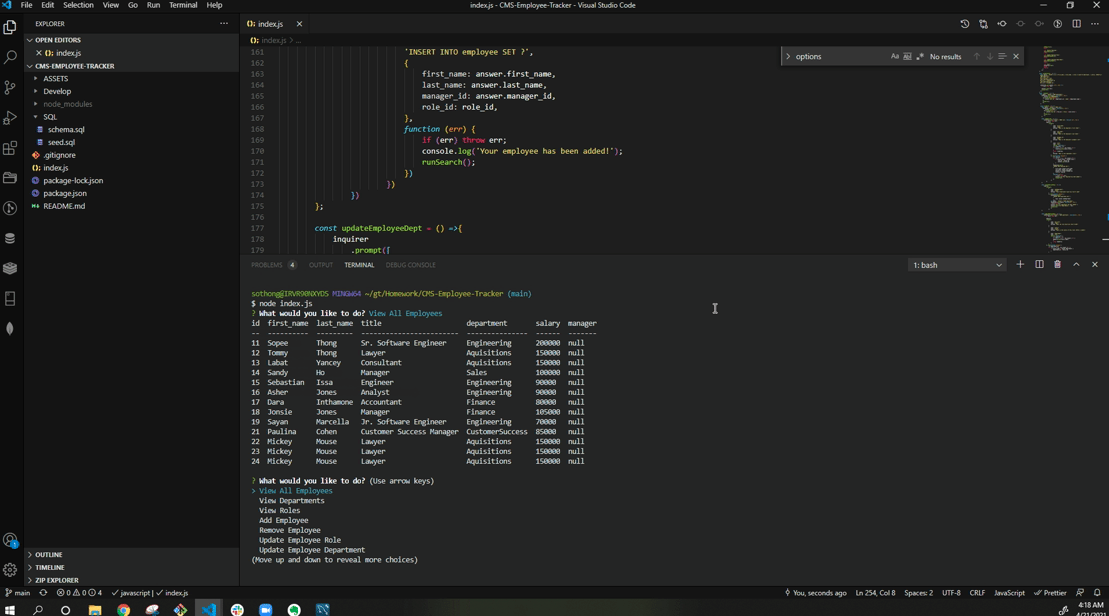 File Edit Selection View Go Run Terminal Help
index.js - CMS-Employee-Tracker - Visual Studio Code
EXPLORER
OPEN EDITORS
index.js
CMS-EMPLOYEE-TRACKER
ASSETS
Develop
node_modules
SQL
schema.sql
seed.sql
.gitignore
index.js
package-lock.json
package.json
README.md
OUTLINE
TIMELINE
ZIP EXPLORER
index.js
index.js > ...
options
No results
161 'INSERT INTO employee SET ?',
162 {
163 first_name: answer.first_name,
164 last_name: answer.last_name,
165 manager_id: answer.manager_id,
166 role_id: role_id,
167 },
168 function (err) {
169 if (err) throw err;
170 console.log('Your employee has been added!');
171 runSearch();
172 })
173 })
174 })
175 };
176
177 const updateEmployeeDept = () =>{
178 inquirer
179 .prompt([
PROBLEMS 4 OUTPUT TERMINAL DEBUG CONSOLE
1: bash
sothong@IRVR90NXYDS MINGW64 ~/gt/Homework/CMS-Employee-Tracker (main)
$ node index.js
? What would you like to do? View All Employees
id first_name last_name title department salary manager
-- ---------- --------- ----------------------- --------------- ------ -------
11 Sopee Thong Sr. Software Engineer Engineering 200000 null
12 Tommy Thong Lawyer Aquisitions 150000 null
13 Labat Yancey Consultant Aquisitions 150000 null
14 Sandy Ho Manager Sales 100000 null
15 Sebastian Issa Engineer Engineering 90000 null
16 Asher Jones Analyst Engineering 90000 null
17 Dara Inthamone Accountant Finance 80000 null
18 Jonsie Jones Manager Finance 105000 null
19 Sayan Marcella Jr. Software Engineer Engineering 70000 null
21 Paulina Cohen Customer Success Manager CustomerSuccess 85000 null
22 Mickey Mouse Lawyer Aquisitions 150000 null
23 Mickey Mouse Lawyer Aquisitions 150000 null
24 Mickey Mouse Lawyer Aquisitions 150000 null
? What would you like to do? (Use arrow keys)
> View All Employees
View Departments
View Roles
Add Employee
Remove Employee
Update Employee Role
Update Employee Department
(Move up and down to reveal more choices)
main 0 0 4 javascript index.js
You, seconds ago Ln 254, Col 8 Spaces: 2 UTF-8 CRLF JavaScript Prettier
4:18 AM
4/21/2021